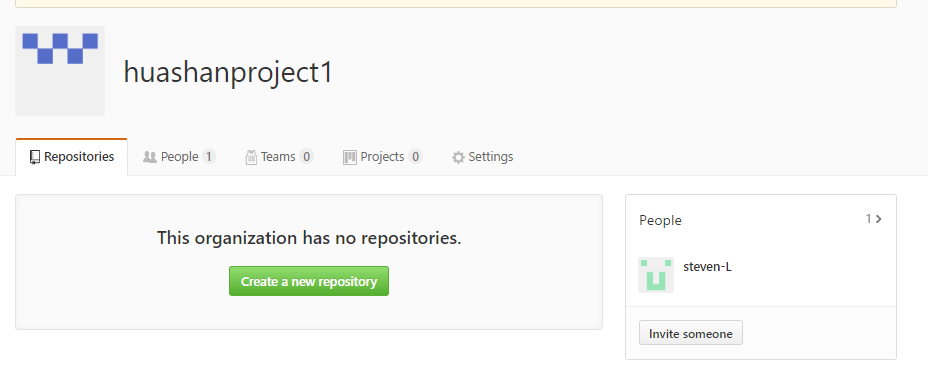 huashanproject1
Repositories People 1 Teams 0 Projects 0 Settings
This organization has no repositories.
Create a new repository
People 1
steven-L
Invite someone